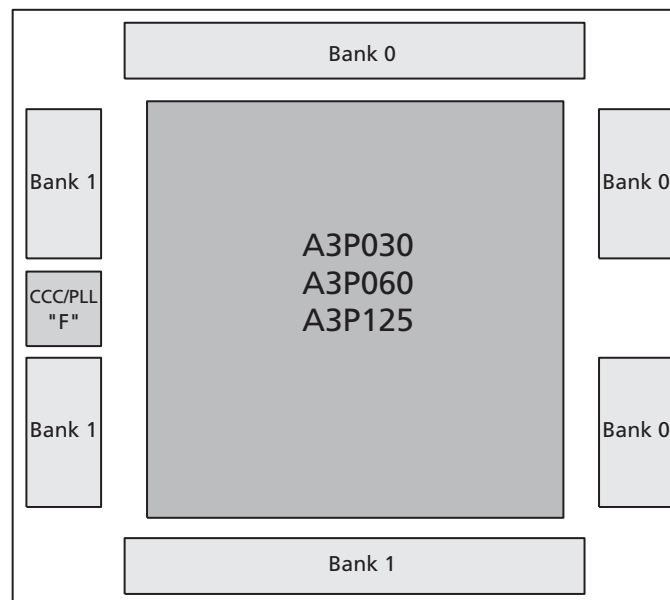 Bank 0
Bank 1
Bank 0
A3P030
A3P060
A3P125
CCC/PLL
"F"
Bank 1
Bank 0
Bank 1